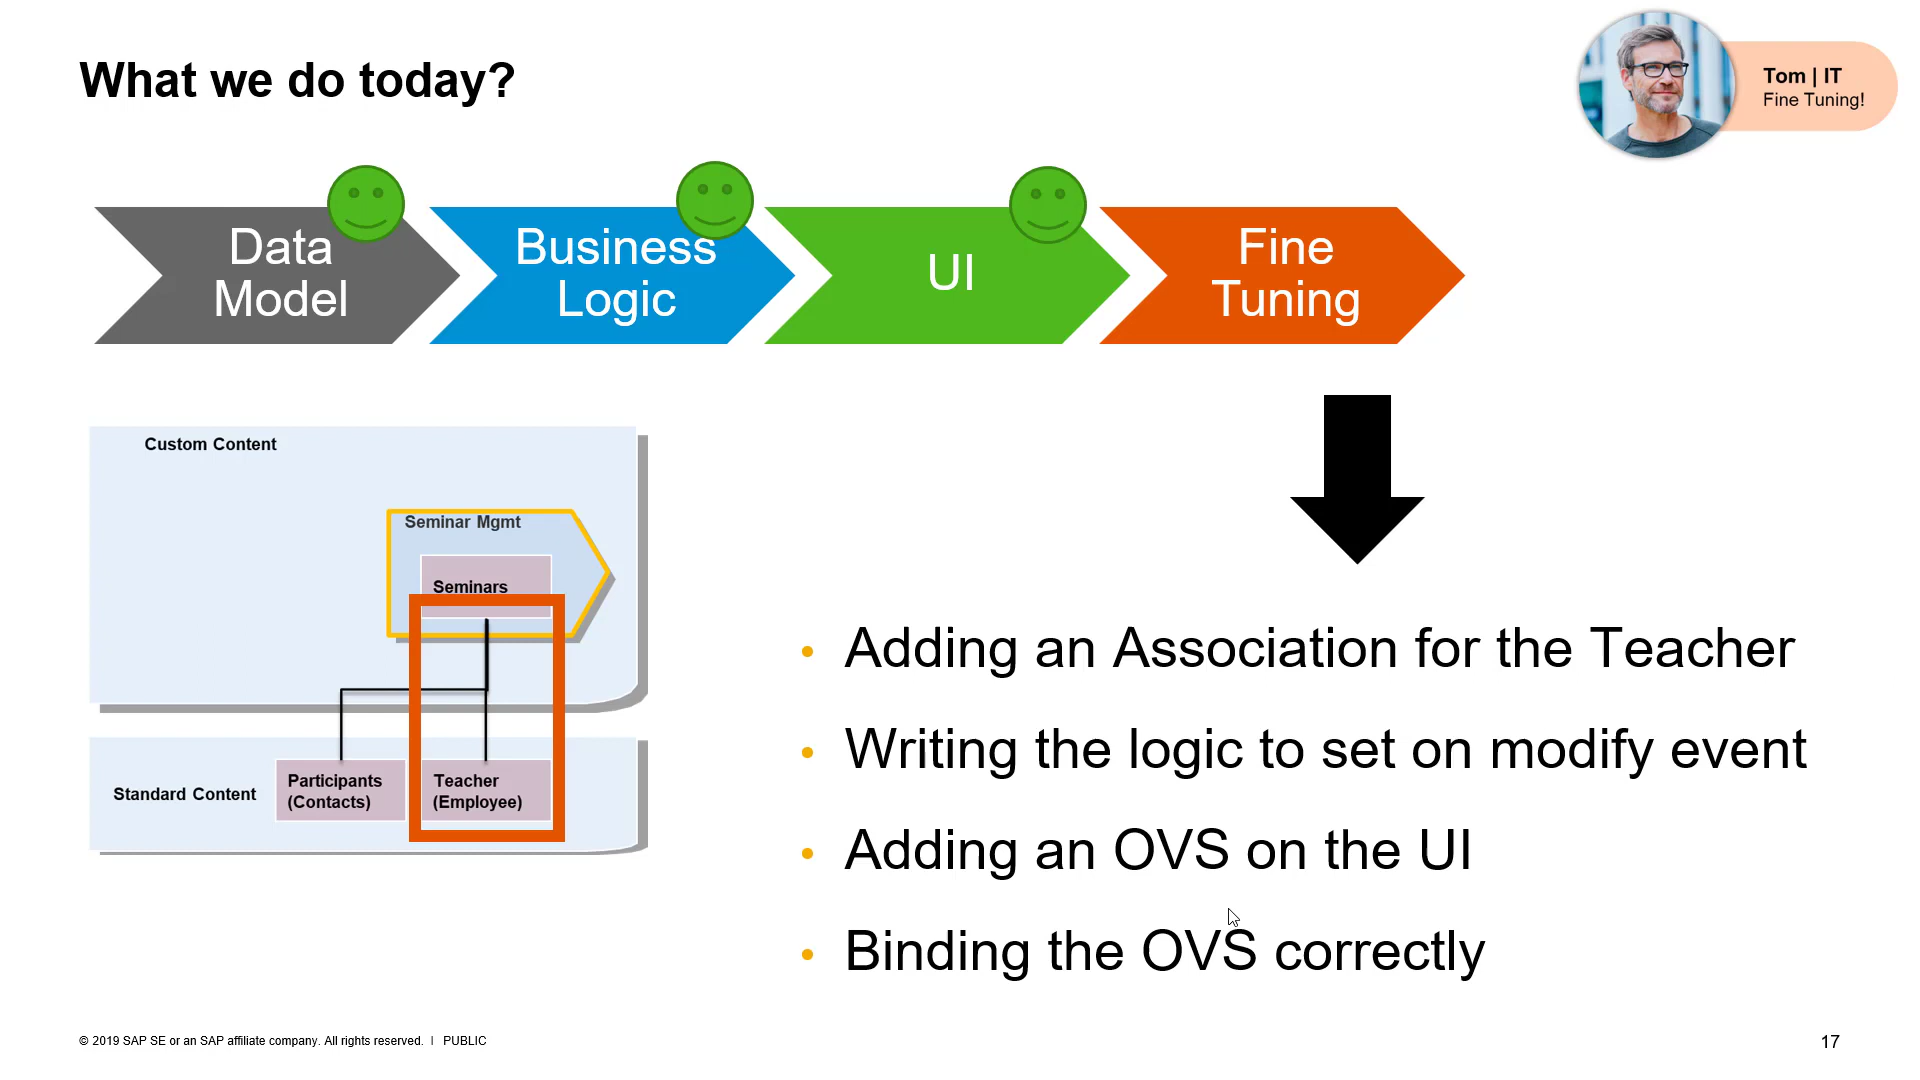 What we do today?
Tom | IT
Fine Tuning!
Data
Model
Business
Logic
UI
Fine
Tuning
Custom Content
Seminar Mgmt
Seminars
Standard Content
Participants
(Contacts)
Teacher
(Employee)
• Adding an Association for the Teacher
• Writing the logic to set on modify event
• Adding an OVS on the UI
• Binding the OVS correctly
© 2019 SAP SE or an SAP affiliate company. All rights reserved. | PUBLIC
17